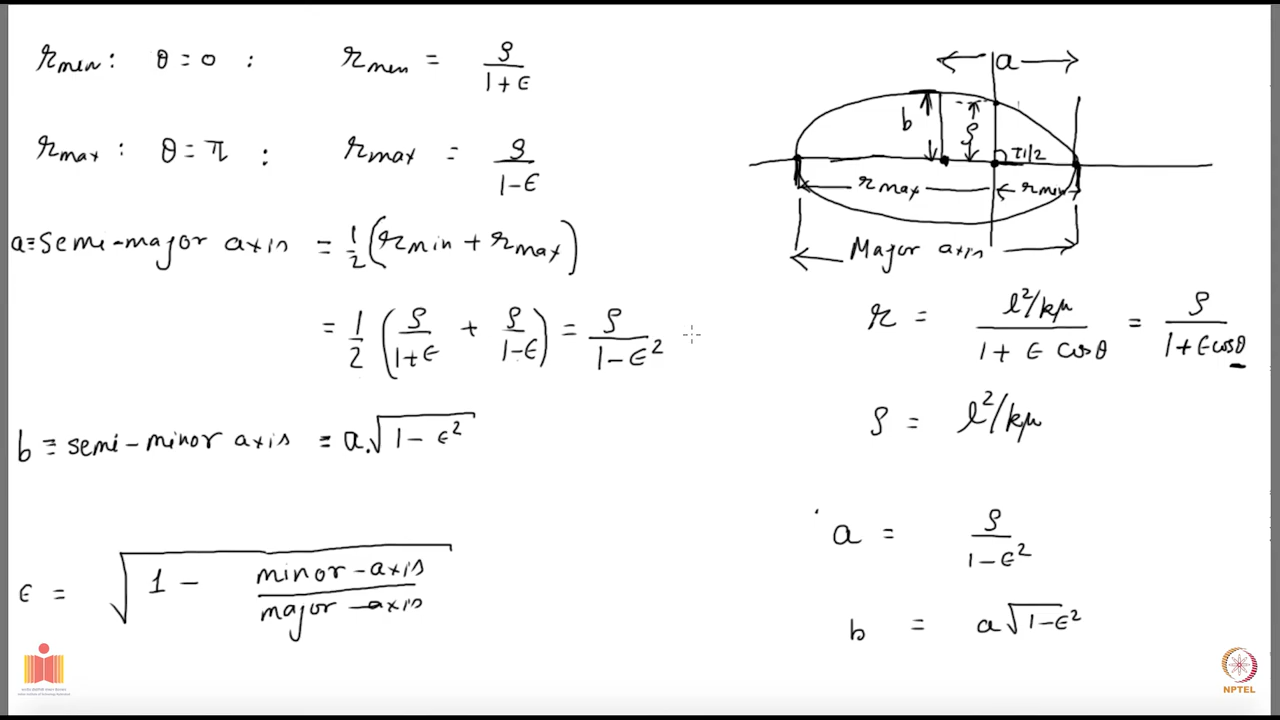 r_min : θ = 0 : r_min = ρ/(1+ϵ)
r_max : θ = π : r_max = ρ/(1-ϵ)
a ≡ semi-major axis = 1/2 (r_min + r_max)
= 1/2 (ρ/(1+ϵ) + ρ/(1-ϵ)) = ρ/(1-ϵ²)
b ≡ semi-minor axis = a.√(1-ϵ²)
ϵ = √(1 - minor-axis/major-axis)
a
b
ρ
π/2
r_max
r_min
Major axis
r = (l²/kμ)/(1 + ϵ cosθ) = ρ/(1+ϵcosθ)
ρ = l²/kμ
a = ρ/(1-ϵ²)
b = a√(1-ϵ²)
NPTEL